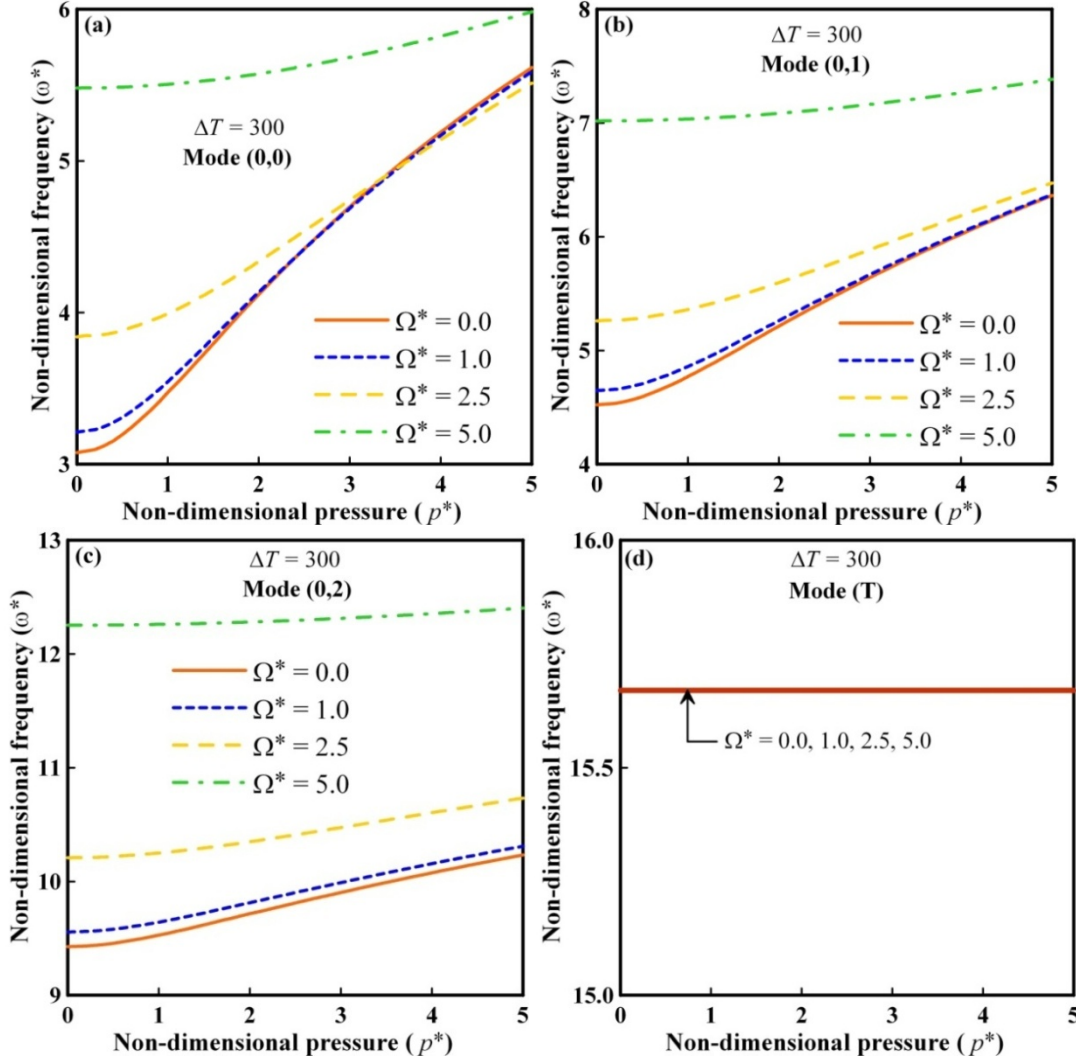 (a)
ΔT = 300
Mode (0,0)
Non-dimensional frequency (ω*)
6
5
4
3
Ω* = 0.0
Ω* = 1.0
Ω* = 2.5
Ω* = 5.0
0 1 2 3 4 5
Non-dimensional pressure ( p*)
(b)
ΔT = 300
Mode (0,1)
Non-dimensional frequency (ω*)
8
7
6
5
4
Ω* = 0.0
Ω* = 1.0
Ω* = 2.5
Ω* = 5.0
0 1 2 3 4 5
Non-dimensional pressure ( p*)
(c)
ΔT = 300
Mode (0,2)
Non-dimensional frequency (ω*)
13
12
11
10
9
Ω* = 0.0
Ω* = 1.0
Ω* = 2.5
Ω* = 5.0
0 1 2 3 4 5
Non-dimensional pressure ( p*)
(d)
ΔT = 300
Mode (T)
Non-dimensional frequency (ω*)
16.0
15.5
15.0
Ω* = 0.0, 1.0, 2.5, 5.0
0 1 2 3 4 5
Non-dimensional pressure ( p*)